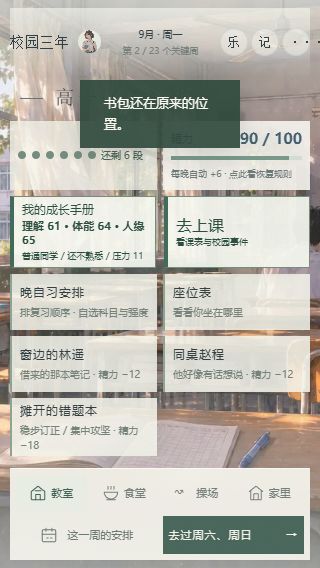 校园三年
9月 · 周一
第 2 / 23 个关键周
乐
记
···
— 高
书包还在原来的位
置。
还剩 6 段
精力
90 / 100
每晚自动 +6 · 点此看恢复规则
我的成长手册
理解 61 · 体能 64 · 人缘
65
普通同学 / 还不熟悉 / 压力 11
去上课
看课表与校园事件
晚自习安排
排复习顺序 · 自选科目与强度
座位表
看看你坐在哪里
窗边的林遥
借来的那本笔记 · 精力 −12
同桌赵程
他好像有话想说 · 精力 −12
摊开的错题本
稳步订正 / 集中攻坚 · 精力
−18
教室
食堂
操场
家里
这一周的安排
去过周六、周日 →